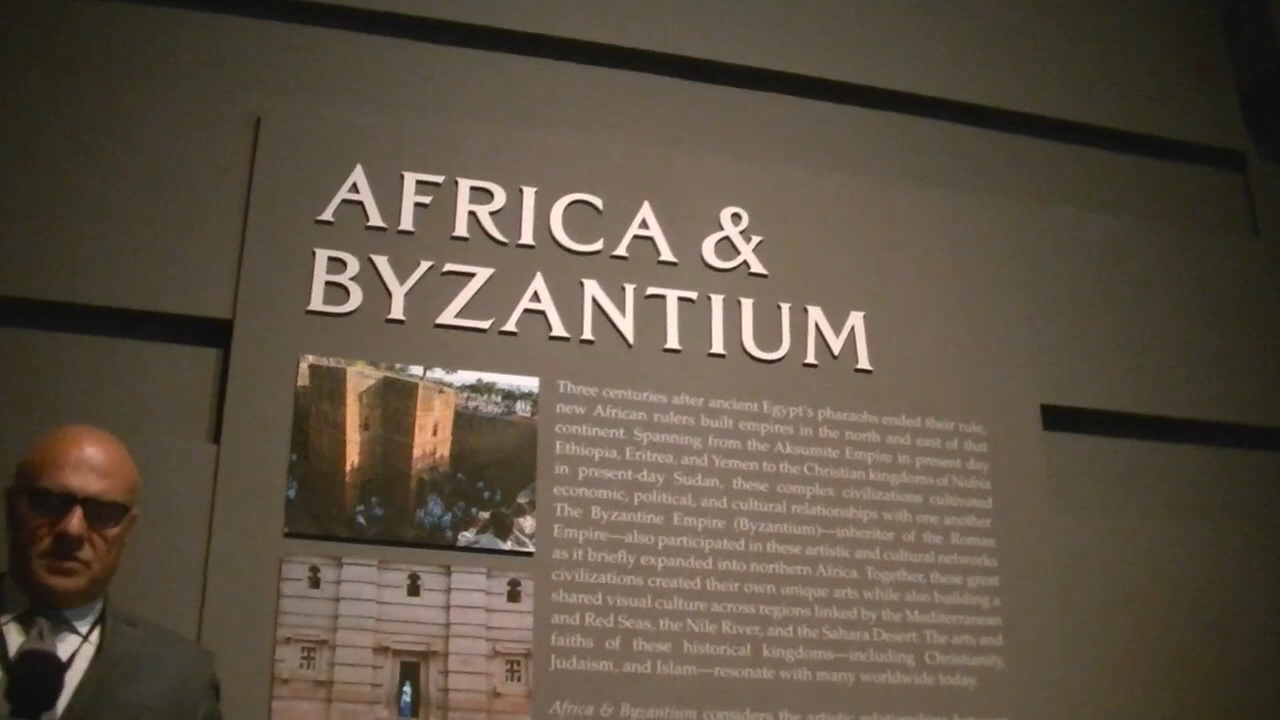 AFRICA &
BYZANTIUM
Three centuries after ancient Egypt's pharaohs ended their rule,
new African rulers built empires in the north and east of that
continent. Spanning from the Aksumite Empire in present day
Ethiopia, Eritrea, and Yemen to the Christian kingdoms of Nubia
in present-day Sudan, these complex civilizations cultivated
economic, political, and cultural relationships with one another
The Byzantine Empire (Byzantium)—inheritor of the Roman
Empire—also participated in these artistic and cultural networks
as it briefly expanded into northern Africa. Together, these great
civilizations created their own unique arts while also building a
shared visual culture across regions linked by the Mediterranean
and Red Seas, the Nile River, and the Sahara Desert. The arts and
faiths of these historical kingdoms—including Christianity,
Judaism, and Islam—resonate with many worldwide today.
Africa & Byzantium considers the artistic relationships between